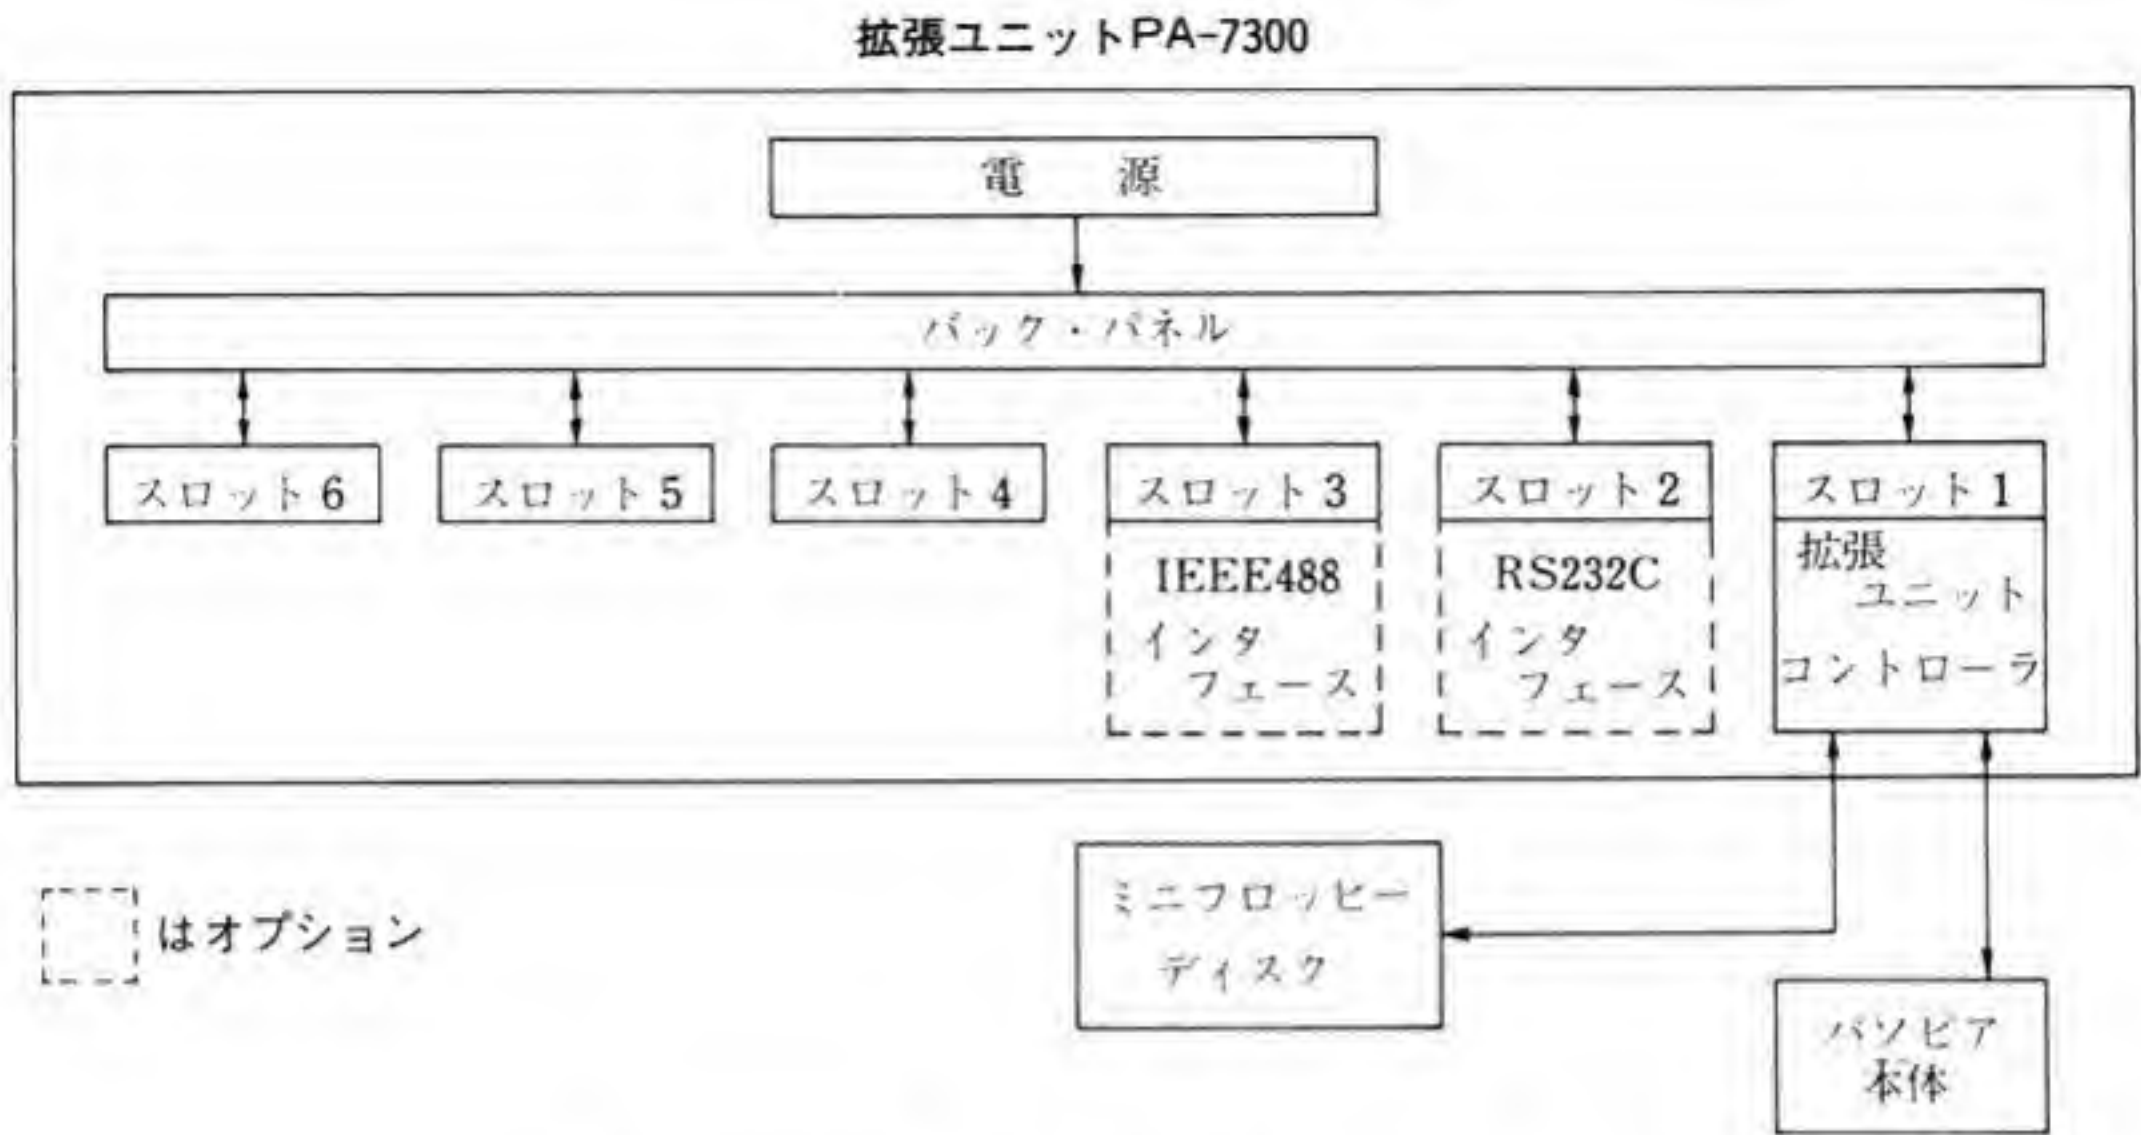 拡張ユニットPA-7300
電　源
バック・パネル
スロット6
スロット5
スロット4
スロット3
IEEE488
インタ
フェース
スロット2
RS232C
インタ
フェース
スロット1
拡張
ユニット
コントローラ
ミニフロッピー
ディスク
パソピア
本体
はオプション